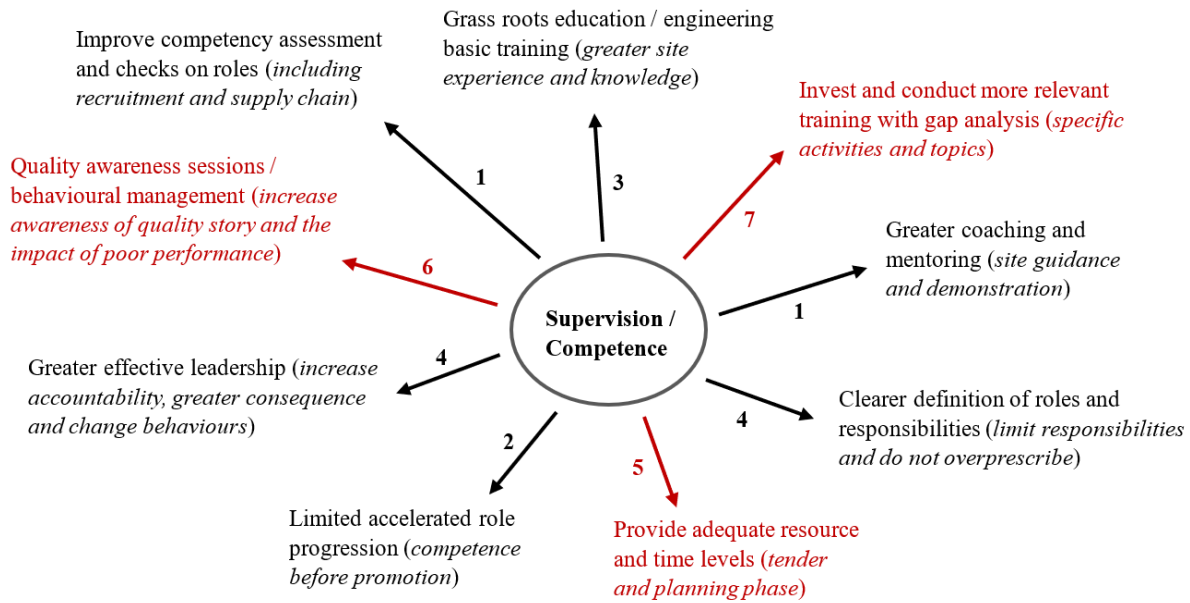 Grass roots education / engineering
basic training (greater site
experience and knowledge)
3
Improve competency assessment
and checks on roles (including
recruitment and supply chain)
1
Invest and conduct more relevant
training with gap analysis (specific
activities and topics)
7
Quality awareness sessions /
behavioural management (increase
awareness of quality story and the
impact of poor performance)
6
Greater coaching and
mentoring (site guidance
and demonstration)
1
Supervision /
Competence
Greater effective leadership (increase
accountability, greater consequence
and change behaviours)
4
Clearer definition of roles and
responsibilities (limit responsibilities
and do not overprescribe)
4
Limited accelerated role
progression (competence
before promotion)
2
Provide adequate resource
and time levels (tender
and planning phase)
5